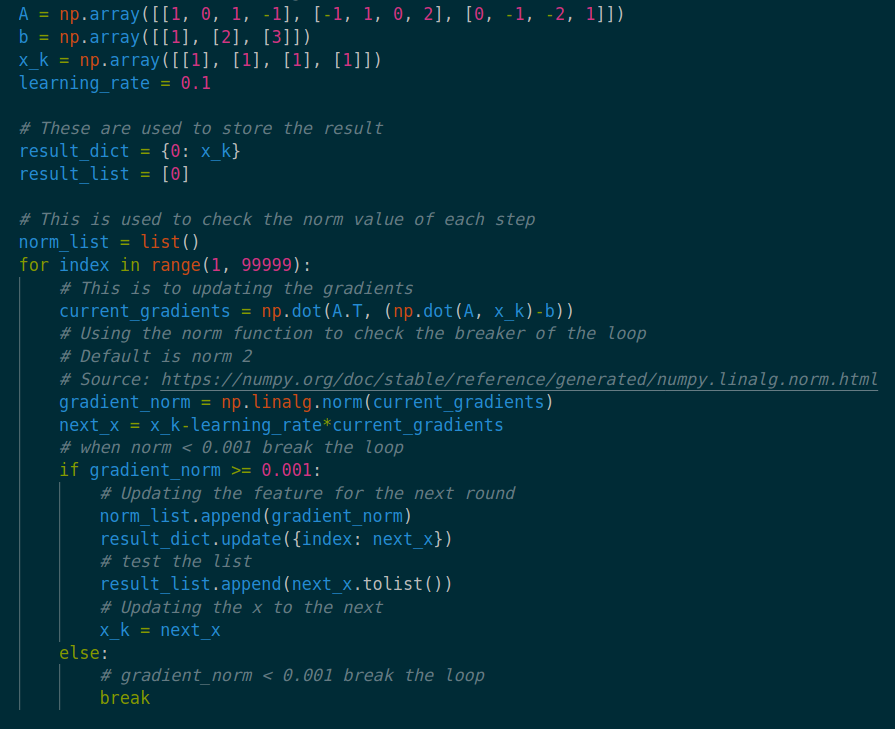 A = np.array([[1, 0, 1, -1], [-1, 1, 0, 2], [0, -1, -2, 1]])
b = np.array([[1], [2], [3]])
x_k = np.array([[1], [1], [1], [1]])
learning_rate = 0.1

# These are used to store the result
result_dict = {0: x_k}
result_list = [0]

# This is used to check the norm value of each step
norm_list = list()
for index in range(1, 99999):
    # This is to updating the gradients
    current_gradients = np.dot(A.T, (np.dot(A, x_k)-b))
    # Using the norm function to check the breaker of the loop
    # Default is norm 2
    # Source: https://numpy.org/doc/stable/reference/generated/numpy.linalg.norm.html
    gradient_norm = np.linalg.norm(current_gradients)
    next_x = x_k-learning_rate*current_gradients
    # when norm < 0.001 break the loop
    if gradient_norm >= 0.001:
        # Updating the feature for the next round
        norm_list.append(gradient_norm)
        result_dict.update({index: next_x})
        # test the list
        result_list.append(next_x.tolist())
        # Updating the x to the next
        x_k = next_x
    else:
        # gradient_norm < 0.001 break the loop
        break